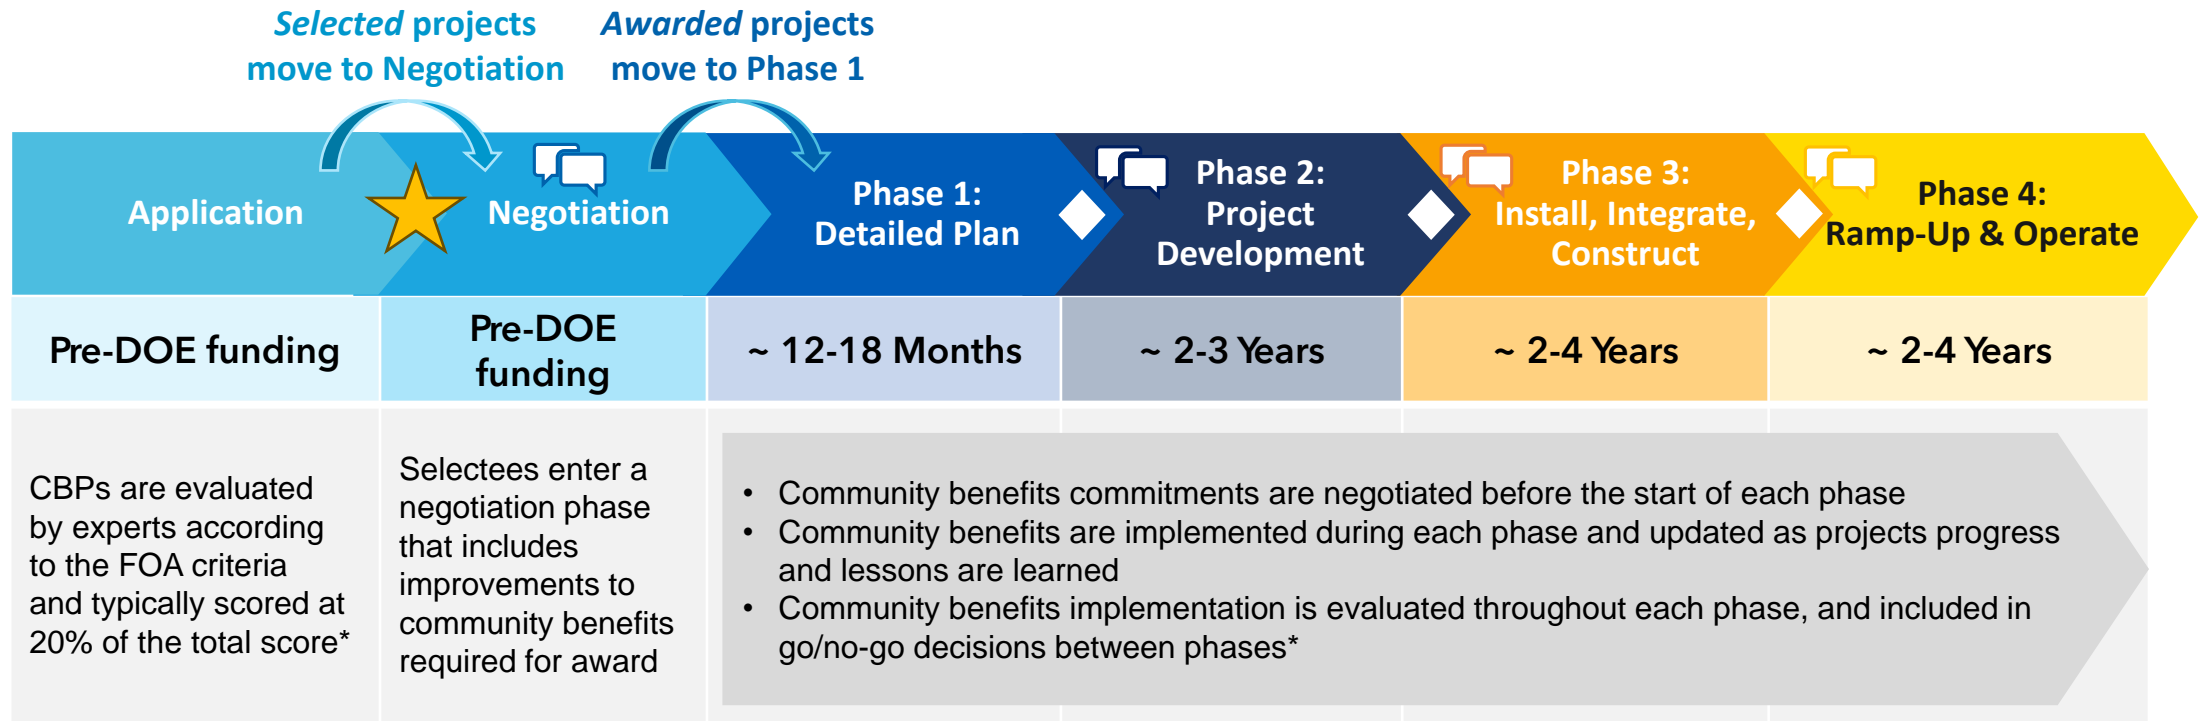 Selected projects
move to Negotiation
Awarded projects
move to Phase 1
Application
Negotiation
Phase 1:
Detailed Plan
Phase 2:
Project
Development
Phase 3:
Install, Integrate,
Construct
Phase 4:
Ramp-Up & Operate
Pre-DOE funding
Pre-DOE
funding
~ 12-18 Months
~ 2-3 Years
~ 2-4 Years
~ 2-4 Years
CBPs are evaluated
by experts according
to the FOA criteria
and typically scored at
20% of the total score*
Selectees enter a
negotiation phase
that includes
improvements to
community benefits
required for award
• Community benefits commitments are negotiated before the start of each phase
• Community benefits are implemented during each phase and updated as projects progress
and lessons are learned
• Community benefits implementation is evaluated throughout each phase, and included in
go/no-go decisions between phases*